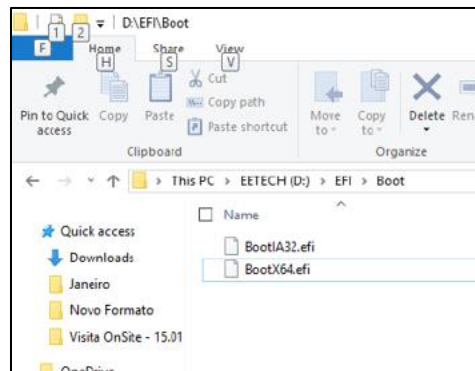 D:\EFI\Boot
1 2
F Home Share View
H S V
Pin to Quick access
Copy
Paste
Cut
Copy path
Paste shortcut
Move to
Copy to
Delete
Clipboard
Organize
This PC > EETECH (D:) > EFI > Boot
Quick access
Downloads
Janeiro
Novo Formato
Visita OnSite - 15.01
OneDrive
Name
BootIA32.efi
BootX64.efi